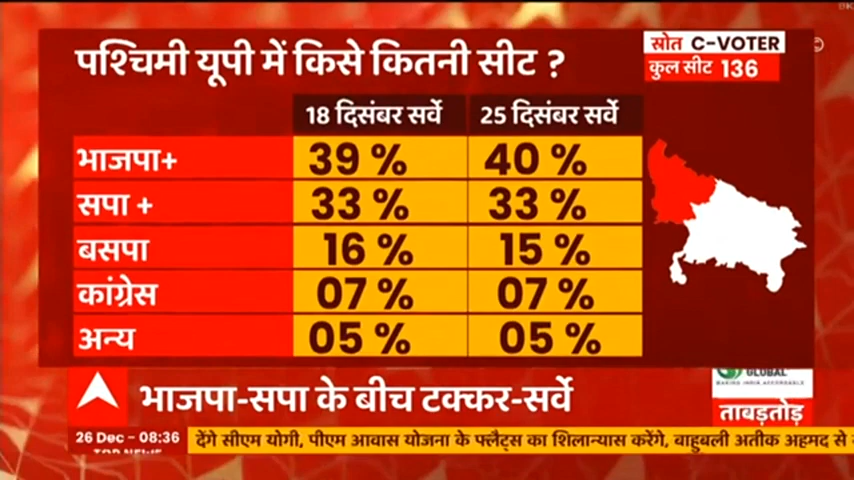 पश्चिमी यूपी में किसे कितनी सीट ?
स्रोत C-VOTER
कुल सीट 136
18 दिसंबर सर्वे 25 दिसंबर सर्वे
भाजपा+ 39 % 40 %
सपा + 33 % 33 %
बसपा 16 % 15 %
कांग्रेस 07 % 07 %
अन्य 05 % 05 %
GLOBAL
भाजपा-सपा के बीच टक्कर-सर्वे
ताबड़तोड़
26 Dec - 08:36
देंगे सीएम योगी, पीएम आवास योजना के फ्लैट्स का शिलान्यास करेंगे, वाहुबली अतीक अहमद से
TOP NEWS